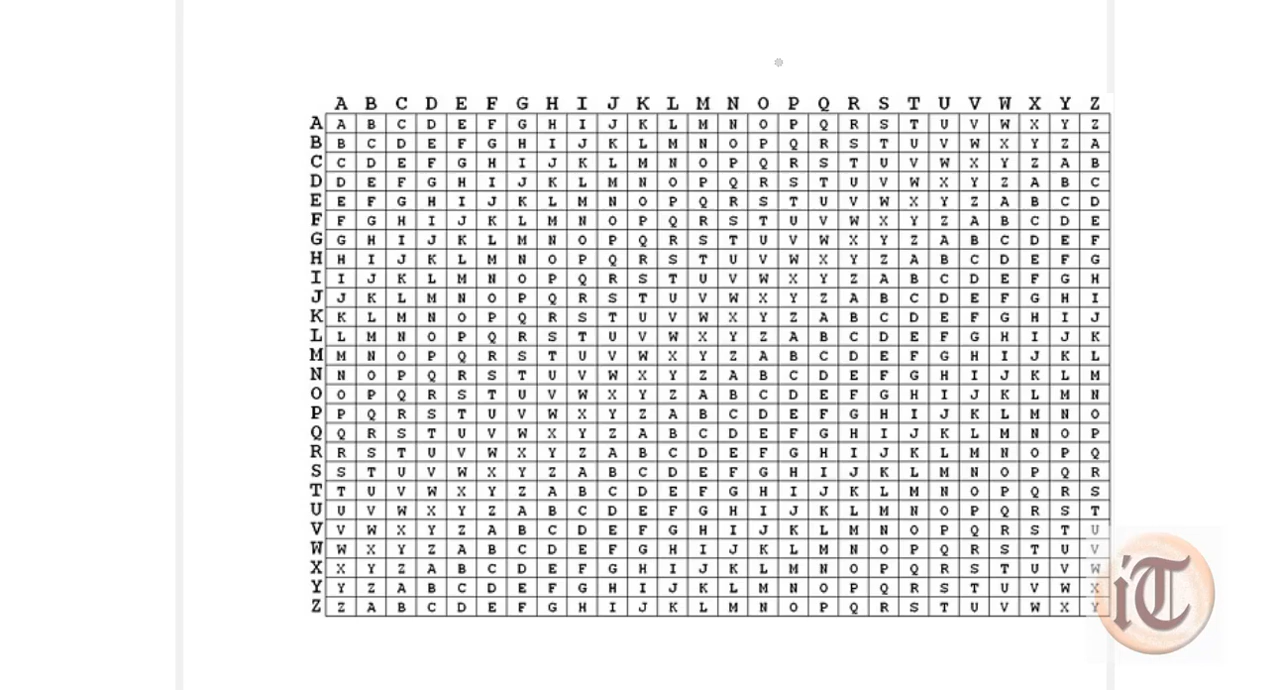 A B C D E F G H I J K L M N O P Q R S T U V W X Y Z
A A B C D E F G H I J K L M N O P Q R S T U V W X Y Z
B B C D E F G H I J K L M N O P Q R S T U V W X Y Z A
C C D E F G H I J K L M N O P Q R S T U V W X Y Z A B
D D E F G H I J K L M N O P Q R S T U V W X Y Z A B C
E E F G H I J K L M N O P Q R S T U V W X Y Z A B C D
F F G H I J K L M N O P Q R S T U V W X Y Z A B C D E
G G H I J K L M N O P Q R S T U V W X Y Z A B C D E F
H H I J K L M N O P Q R S T U V W X Y Z A B C D E F G
I I J K L M N O P Q R S T U V W X Y Z A B C D E F G H
J J K L M N O P Q R S T U V W X Y Z A B C D E F G H I
K K L M N O P Q R S T U V W X Y Z A B C D E F G H I J
L L M N O P Q R S T U V W X Y Z A B C D E F G H I J K
M M N O P Q R S T U V W X Y Z A B C D E F G H I J K L
N N O P Q R S T U V W X Y Z A B C D E F G H I J K L M
O O P Q R S T U V W X Y Z A B C D E F G H I J K L M N
P P Q R S T U V W X Y Z A B C D E F G H I J K L M N O
Q Q R S T U V W X Y Z A B C D E F G H I J K L M N O P
R R S T U V W X Y Z A B C D E F G H I J K L M N O P Q
S S T U V W X Y Z A B C D E F G H I J K L M N O P Q R
T T U V W X Y Z A B C D E F G H I J K L M N O P Q R S
U U V W X Y Z A B C D E F G H I J K L M N O P Q R S T
V V W X Y Z A B C D E F G H I J K L M N O P Q R S T U
W W X Y Z A B C D E F G H I J K L M N O P Q R S T U V
X X Y Z A B C D E F G H I J K L M N O P Q R S T U V W
Y Y Z A B C D E F G H I J K L M N O P Q R S T U V W X
Z Z A B C D E F G H I J K L M N O P Q R S T U V W X Y
iT